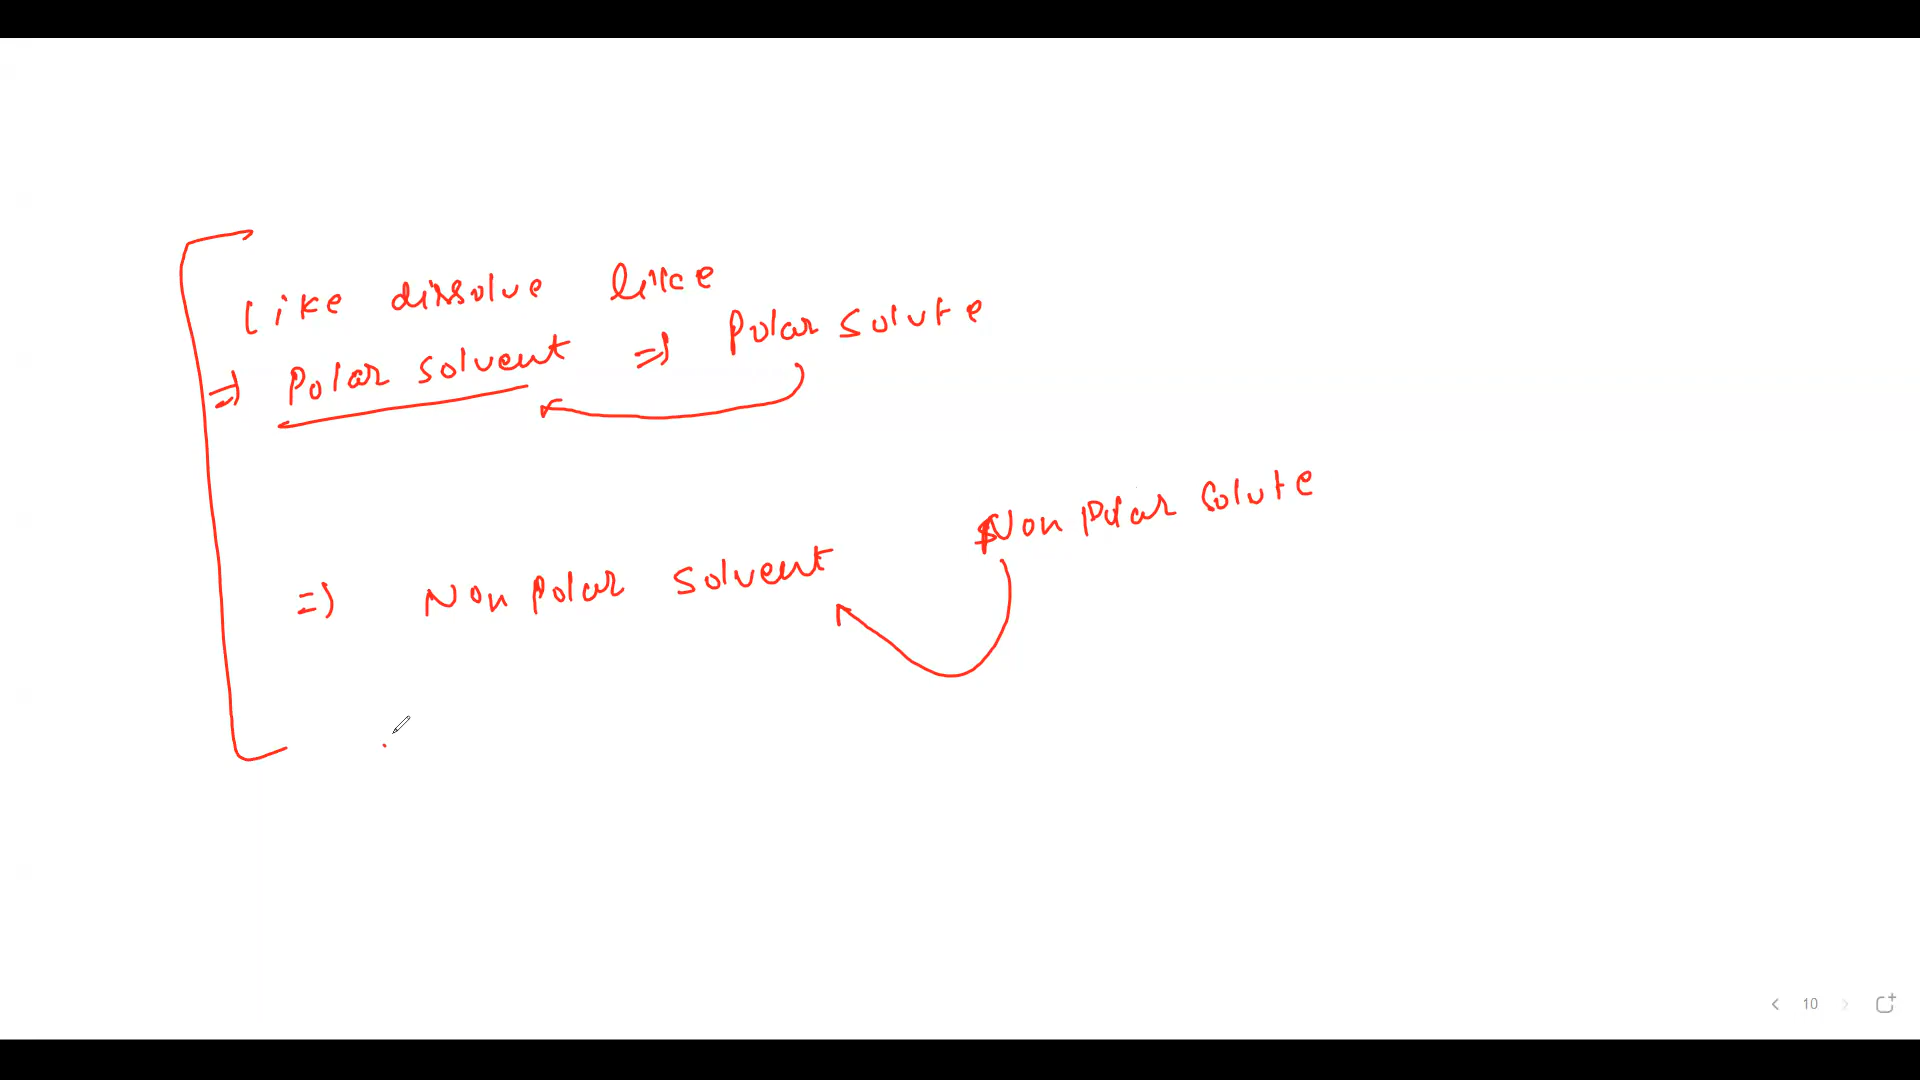 Like dissolve like
=> Polar solvent => Polar solute
=> Non Polar solvent Non Polar Solute
10